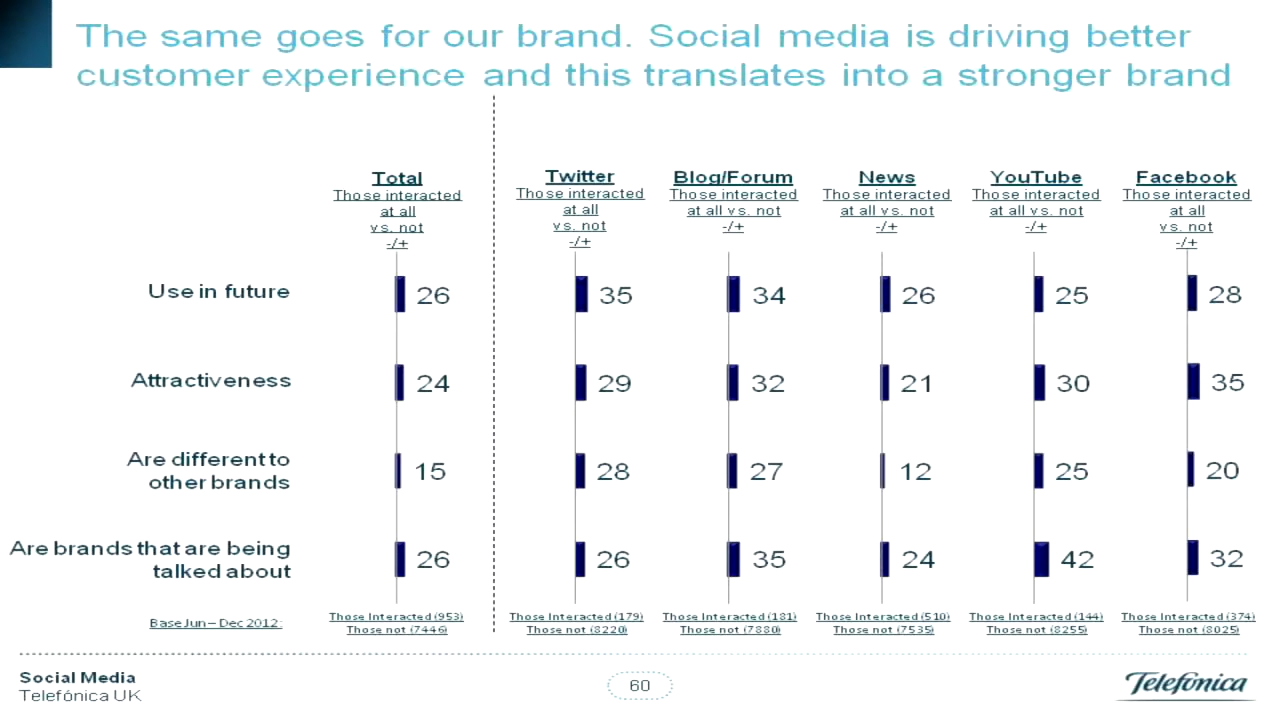 The same goes for our brand. Social media is driving better
customer experience and this translates into a stronger brand
Total
Those interacted
at all
vs. not
-/+
Twitter
Those interacted
at all
vs. not
-/+
Blog/Forum
Those interacted
at all vs. not
-/+
News
Those interacted
at all vs. not
-/+
YouTube
Those interacted
at all vs. not
-/+
Facebook
Those interacted
at all
vs. not
-/+
Use in future
26
35
34
26
25
28
Attractiveness
24
29
32
21
30
35
Are different to
other brands
15
28
27
12
25
20
Are brands that are being
talked about
26
26
35
24
42
32
Base Jun – Dec 2012:
Those Interacted (953)
Those not (7446)
Those Interacted (179)
Those not (8220)
Those Interacted (181)
Those not (7880)
Those Interacted (510)
Those not (7535)
Those Interacted (144)
Those not (8255)
Those Interacted (374)
Those not (8025)
Social Media
Telefónica UK
60
Telefónica